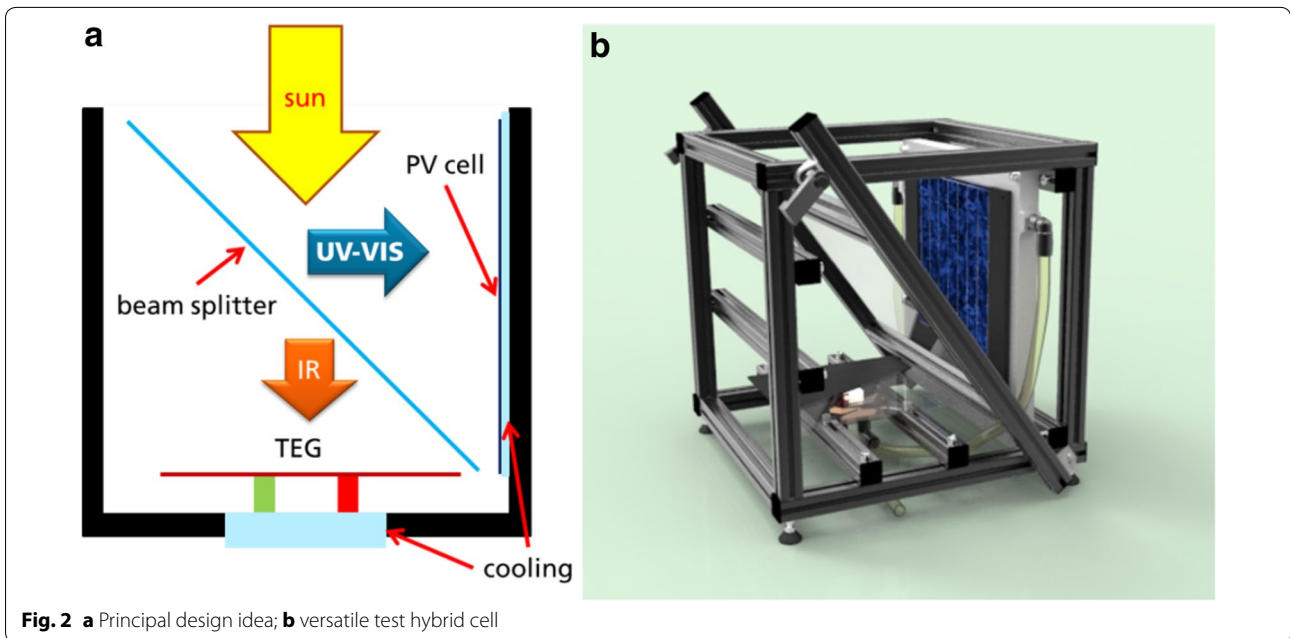 a
sun
PV cell
UV-VIS
beam splitter
IR
TEG
cooling
b
Fig. 2 a Principal design idea; b versatile test hybrid cell